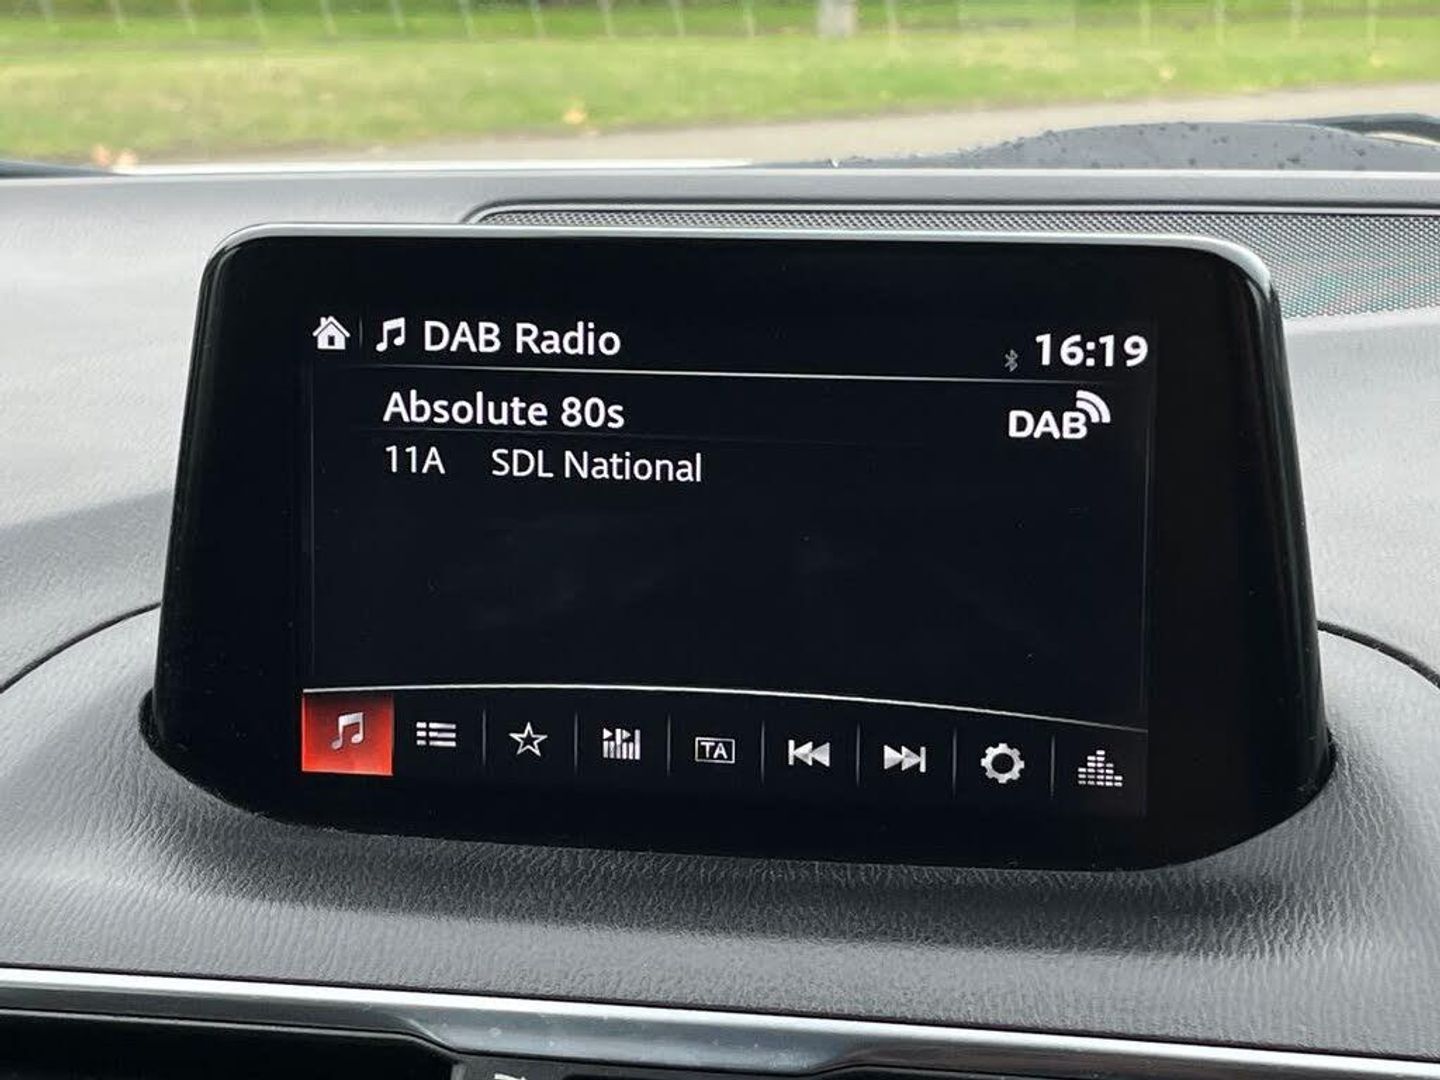 DAB Radio
16:19
Absolute 80s
DAB
11A SDL National
TA